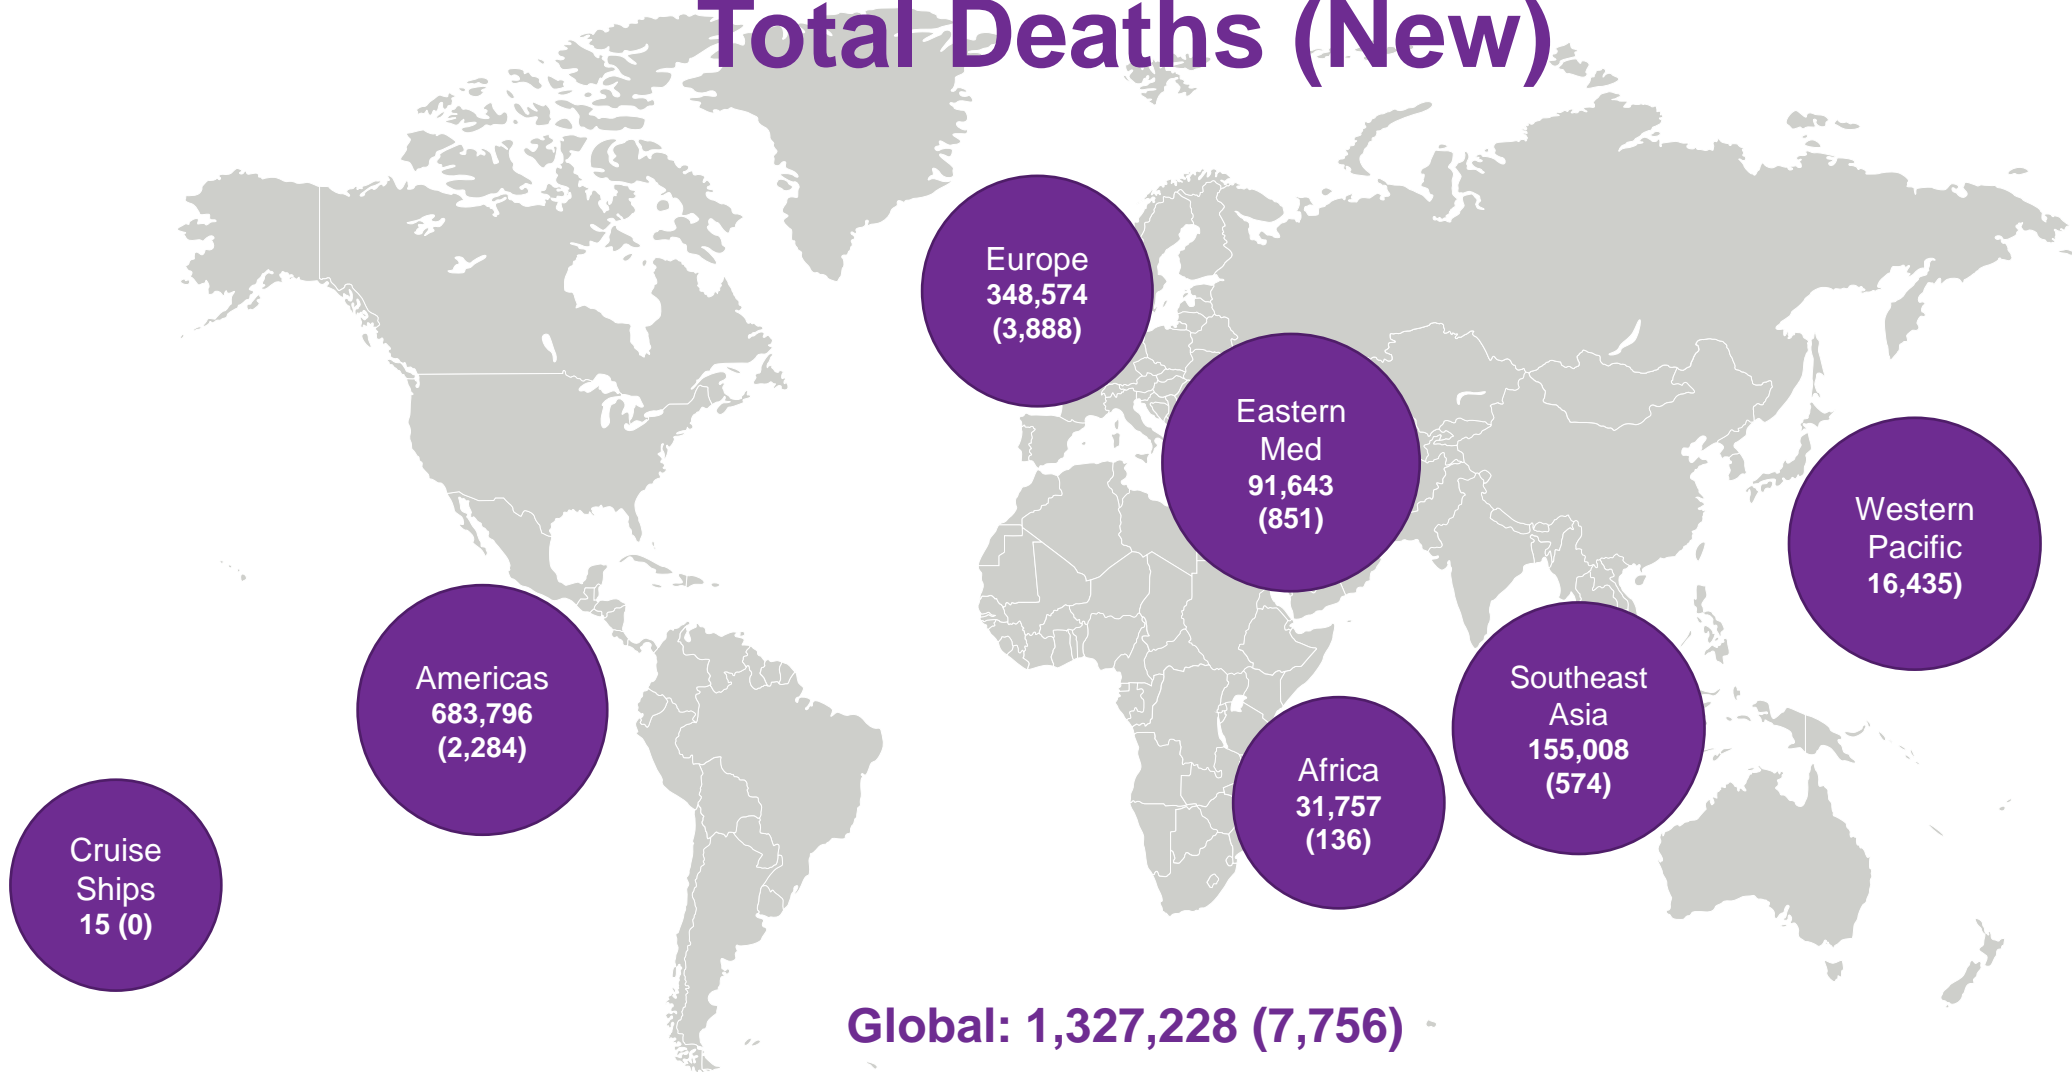 Total Deaths (New)
Europe
348,574
(3,888)
Eastern
Med
91,643
(851)
Western
Pacific
16,435)
Americas
683,796
(2,284)
Southeast
Asia
155,008
(574)
Africa
31,757
(136)
Cruise
Ships
15 (0)
Global: 1,327,228 (7,756)